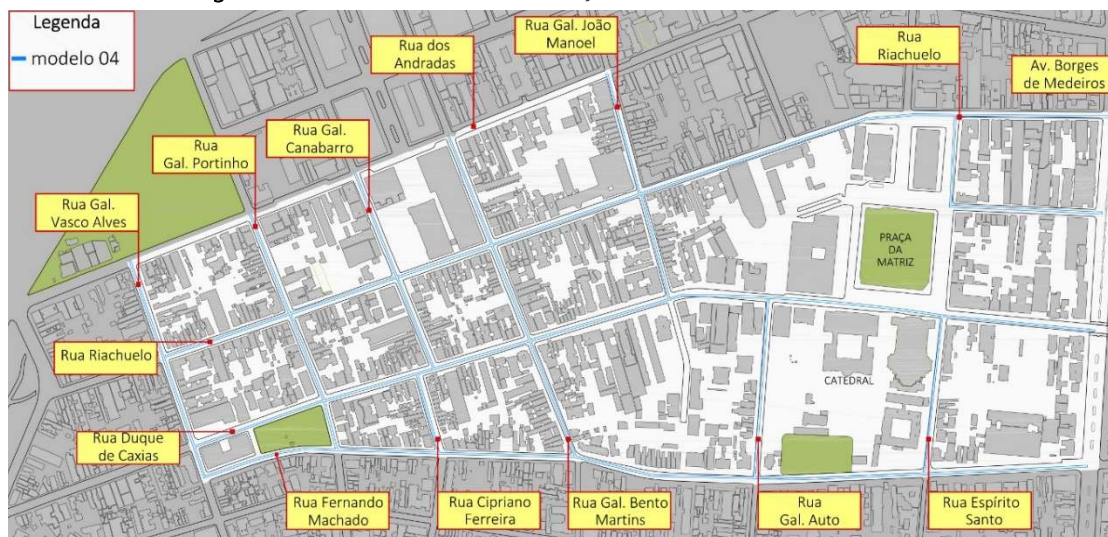 Legenda
modelo 04
Rua dos
Andradas
Rua Gal. João
Manoel
Rua
Riachuelo
Av. Borges
de Medeiros
Rua
Gal. Portinho
Rua Gal.
Canabarro
Rua Gal.
Vasco Alves
PRAÇA
DA
MATRIZ
Rua Riachuelo
CATEDRAL
Rua Duque
de Caxias
Rua Fernando
Machado
Rua Cipriano
Ferreira
Rua Gal. Bento
Martins
Rua
Gal. Auto
Rua Espírito
Santo